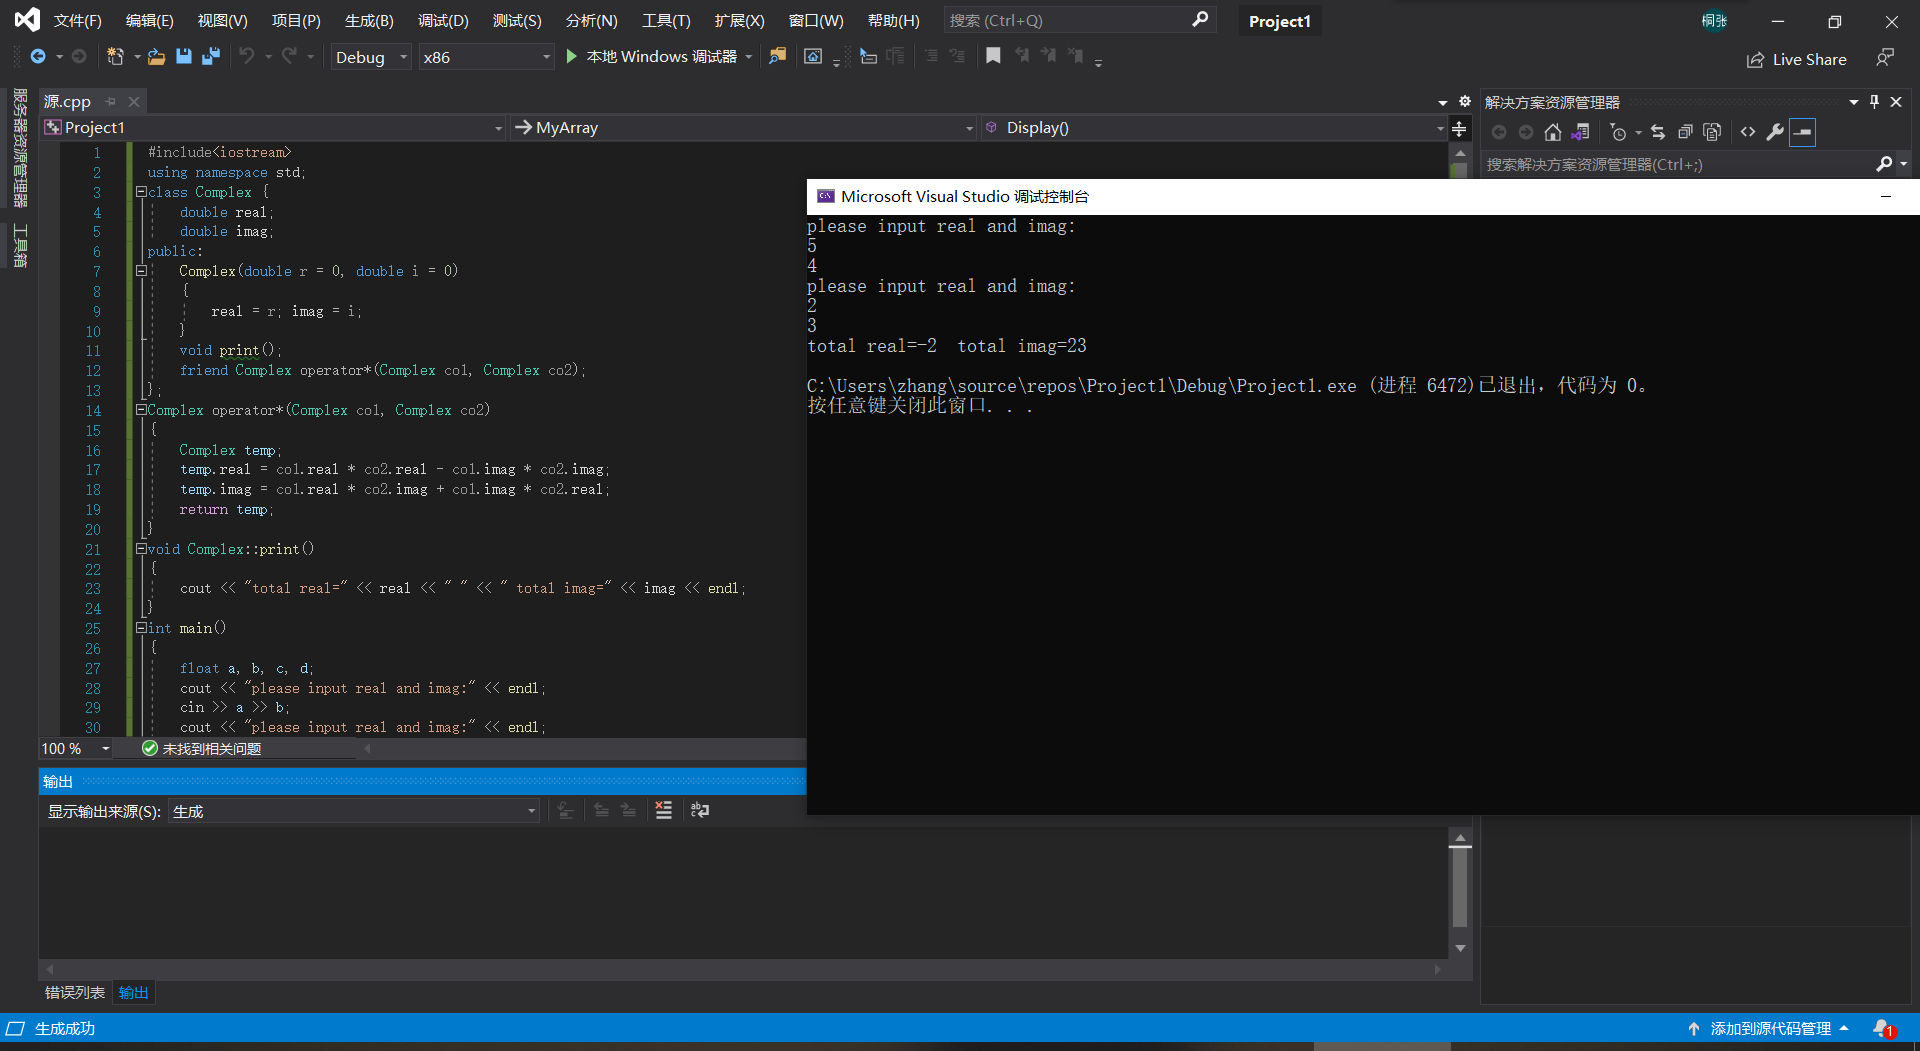 文件(F) 编辑(E) 视图(V) 项目(P) 生成(B) 调试(D) 测试(S) 分析(N) 工具(T) 扩展(X) 窗口(W) 帮助(H) 搜索 (Ctrl+Q) Project1 桐张
Debug x86 本地 Windows 调试器 Live Share
服务器资源管理器
工具箱
源.cpp
Project1 MyArray Display()
1 #include<iostream>
2 using namespace std;
3 class Complex {
4 double real;
5 double imag;
6 public:
7 Complex(double r = 0, double i = 0)
8 {
9 real = r; imag = i;
10 }
11 void print();
12 friend Complex operator*(Complex co1, Complex co2);
13 };
14 Complex operator*(Complex co1, Complex co2)
15 {
16 Complex temp;
17 temp.real = co1.real * co2.real - co1.imag * co2.imag;
18 temp.imag = co1.real * co2.imag + co1.imag * co2.real;
19 return temp;
20 }
21 void Complex::print()
22 {
23 cout << "total real=" << real << " " << " total imag=" << imag << endl;
24 }
25 int main()
26 {
27 float a, b, c, d;
28 cout << "please input real and imag:" << endl;
29 cin >> a >> b;
30 cout << "please input real and imag:" << endl;
100 % 未找到相关问题
输出
显示输出来源(S): 生成
错误列表 输出
解决方案资源管理器
搜索解决方案资源管理器(Ctrl+;)
Microsoft Visual Studio 调试控制台
please input real and imag:
5
4
please input real and imag:
2
3
total real=-2  total imag=23
C:\Users\zhang\source\repos\Project1\Debug\Project1.exe (进程 6472)已退出，代码为 0。
按任意键关闭此窗口. . .
生成成功 添加到源代码管理 1